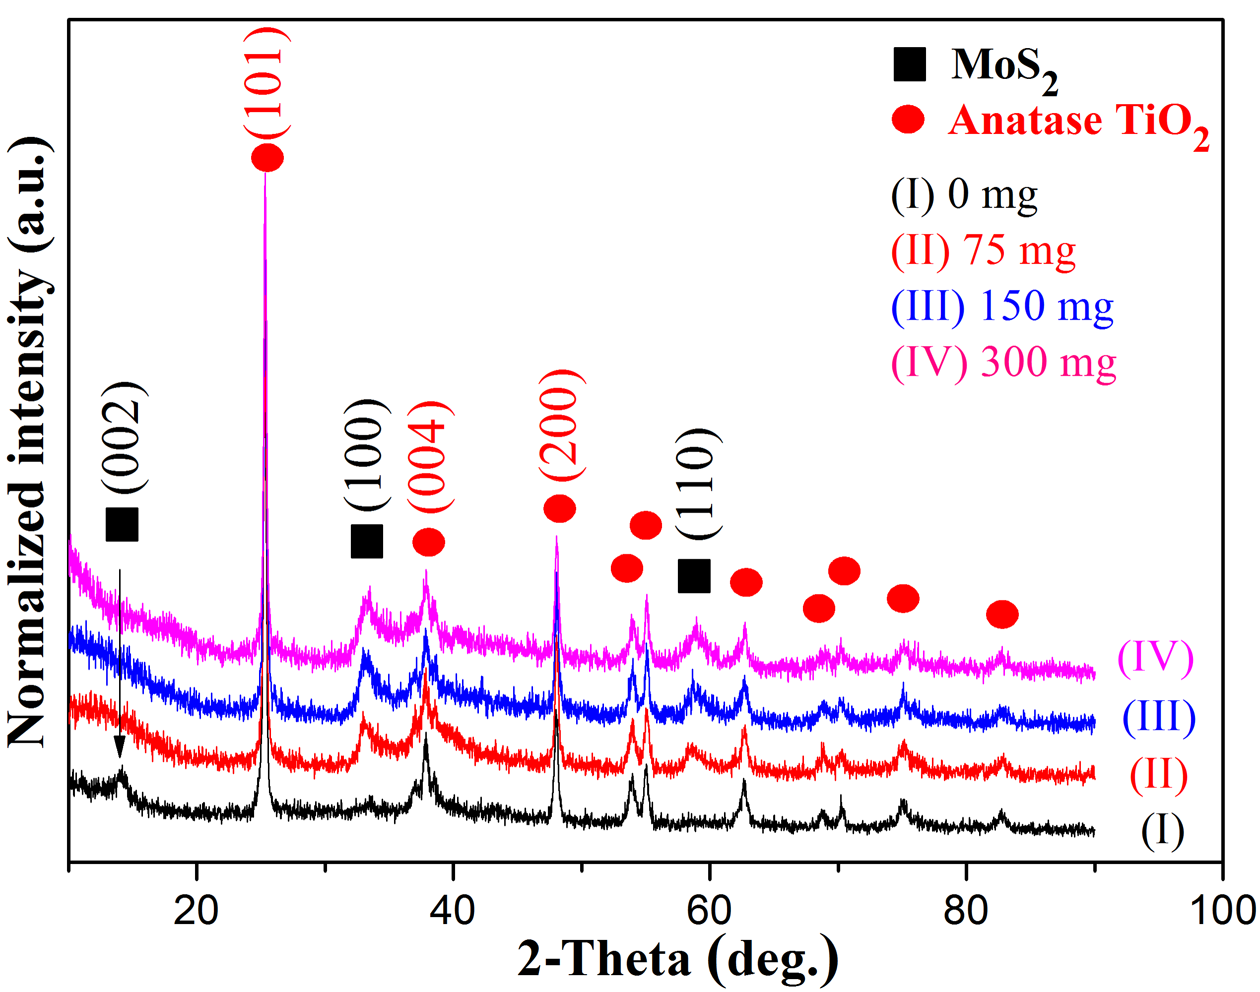 Normalized intensity (a.u.)
(002)
(101)
(100)
(004)
(200)
(110)
MoS2
Anatase TiO2
(I) 0 mg
(II) 75 mg
(III) 150 mg
(IV) 300 mg
(IV)
(III)
(II)
(I)
20 40 60 80 100
2-Theta (deg.)